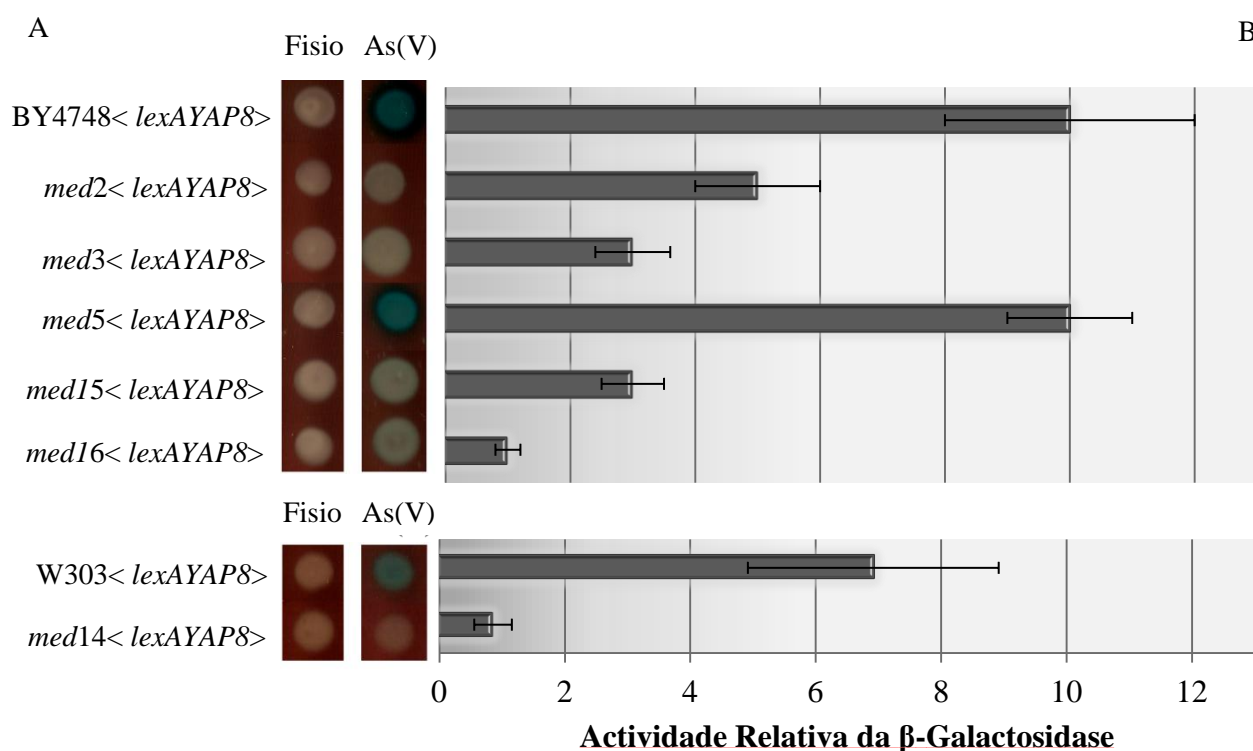 A
B
Fisio As(V)
BY4748< lexAYAP8>
med2< lexAYAP8>
med3< lexAYAP8>
med5< lexAYAP8>
med15< lexAYAP8>
med16< lexAYAP8>
Fisio As(V)
W303< lexAYAP8>
med14< lexAYAP8>
0 2 4 6 8 10 12
Actividade Relativa da β-Galactosidase